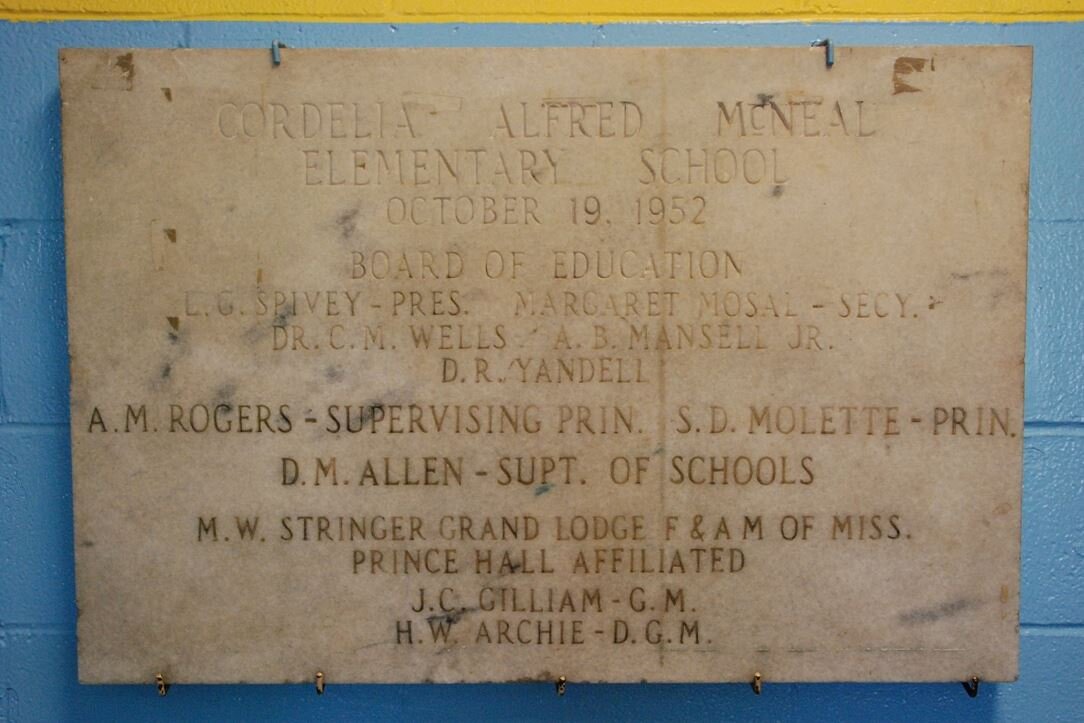 CORDELIA ALFRED McNEAL
ELEMENTARY SCHOOL
OCTOBER 19, 1952
BOARD OF EDUCATION
L. G. SPIVEY - PRES. MARGARET MOSAL - SECY.
DR. C. M. WELLS A. B. MANSELL JR.
D. R. YANDELL
A. M. ROGERS - SUPERVISING PRIN. S. D. MOLETTE - PRIN.
D. M. ALLEN - SUPT. OF SCHOOLS
M. W. STRINGER GRAND LODGE F & A M OF MISS.
PRINCE HALL AFFILIATED
J. C. GILLIAM - G. M.
H. W. ARCHIE - D. G. M.